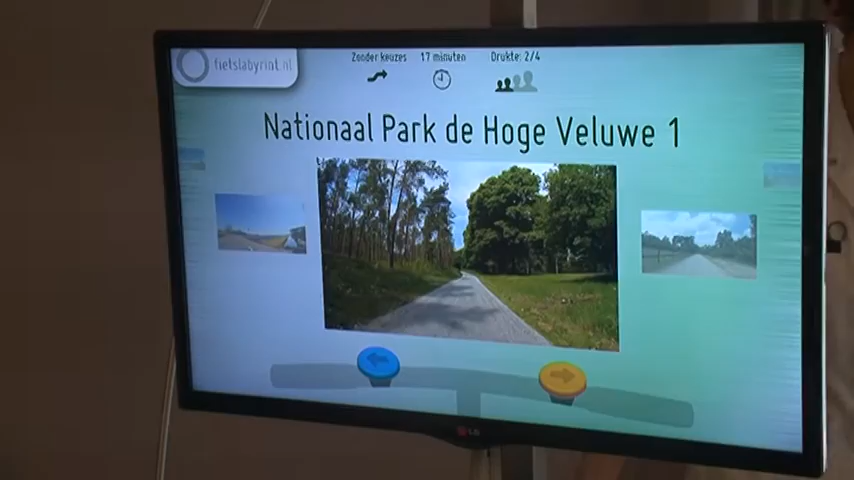 fietslabyrint.nl
Zonder keuzes
17 minuten
Drukte: 2/4
Nationaal Park de Hoge Veluwe 1
LG